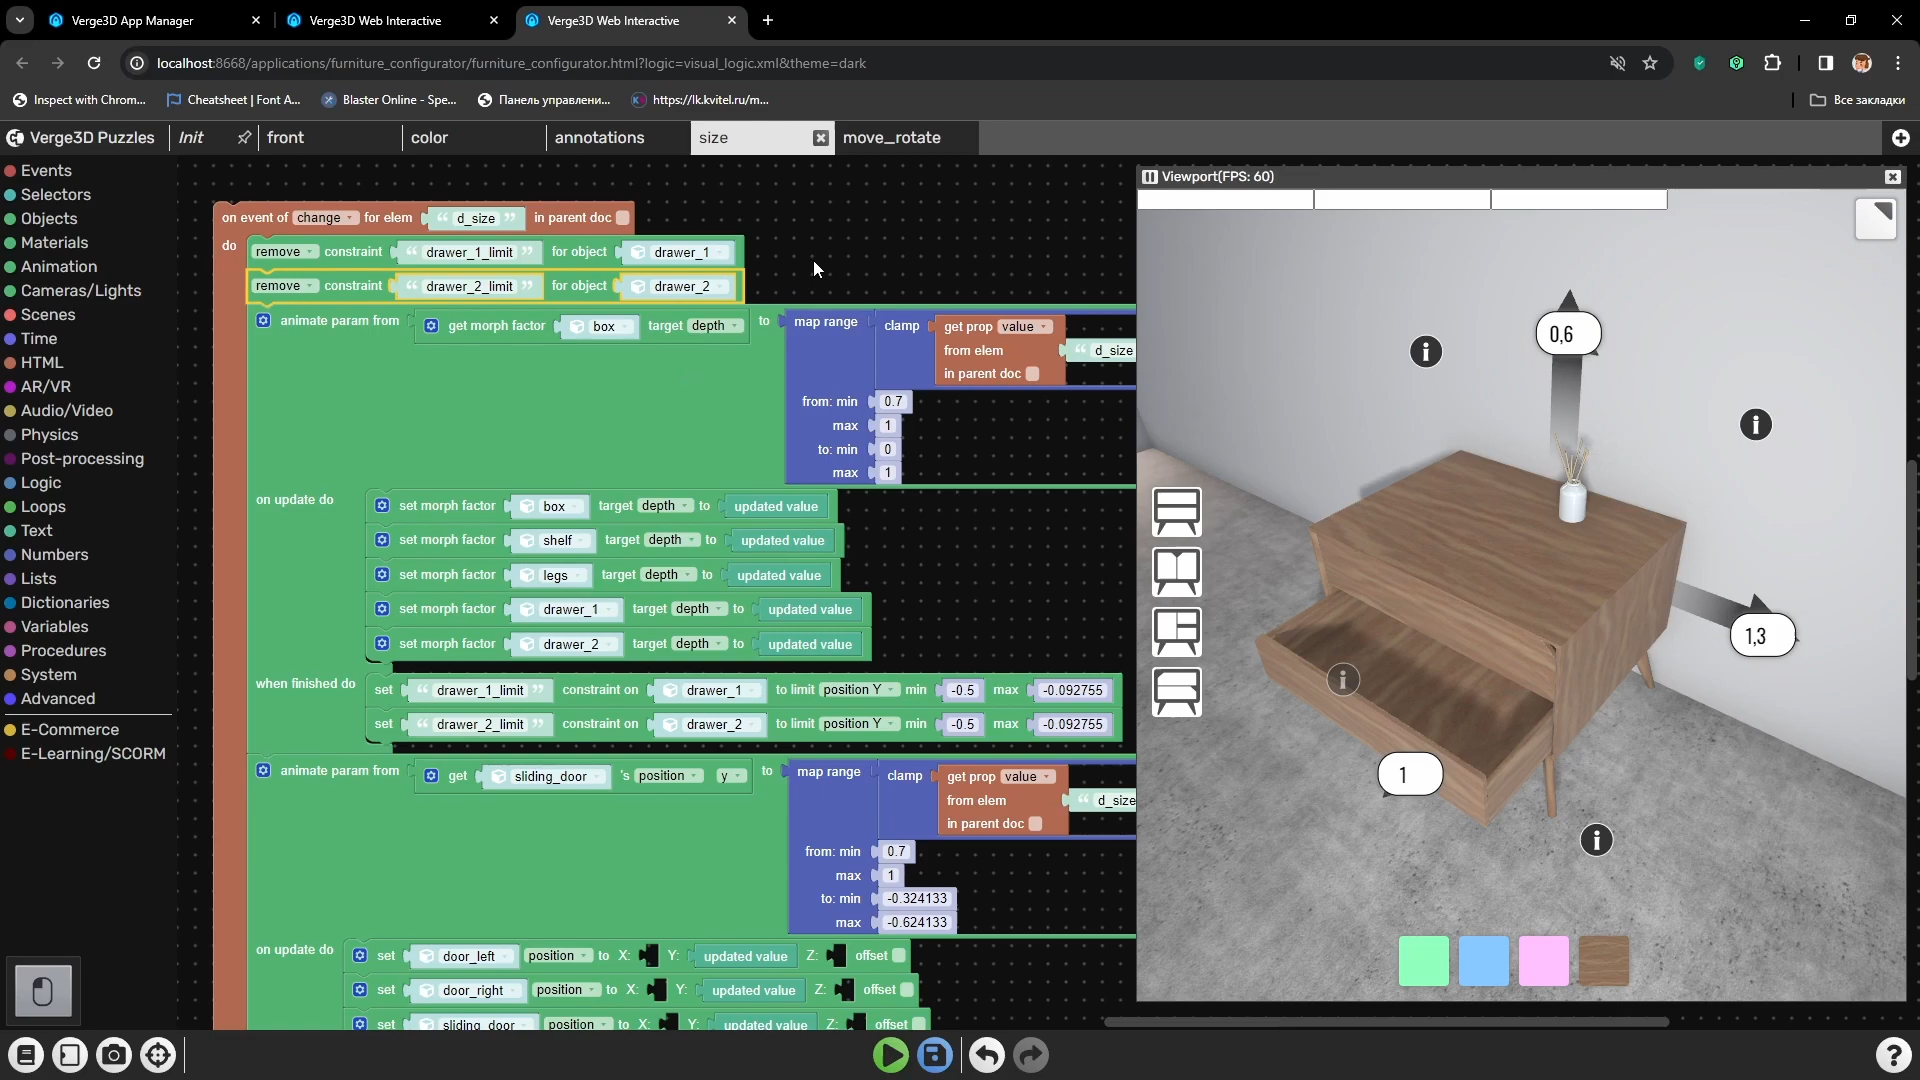 Verge3D App Manager
Verge3D Web Interactive
Verge3D Web Interactive
localhost:8668/applications/furniture_configurator/furniture_configurator.html?logic=visual_logic.xml&theme=dark
Inspect with Chrom...
Cheatsheet | Font A...
Blaster Online - Spe...
Панель управлени...
https://lk.kvitel.ru/m...
Все закладки
Verge3D Puzzles
Init
front
color
annotations
size
move_rotate
Events
Selectors
Objects
Materials
Animation
Cameras/Lights
Scenes
Time
HTML
AR/VR
Audio/Video
Physics
Post-processing
Logic
Loops
Text
Numbers
Lists
Dictionaries
Variables
Procedures
System
Advanced
E-Commerce
E-Learning/SCORM
on event of change for elem “ d_size ” in parent doc
do
remove constraint “ drawer_1_limit ” for object drawer_1
remove constraint “ drawer_2_limit ” for object drawer_2
animate param from get morph factor box target depth to map range clamp get prop value
from elem “ d_size
in parent doc
from: min 0.7
max 1
to: min 0
max 1
on update do
set morph factor box target depth to updated value
set morph factor shelf target depth to updated value
set morph factor legs target depth to updated value
set morph factor drawer_1 target depth to updated value
set morph factor drawer_2 target depth to updated value
when finished do
set “ drawer_1_limit ” constraint on drawer_1 to limit position Y min -0.5 max -0.092755
set “ drawer_2_limit ” constraint on drawer_2 to limit position Y min -0.5 max -0.092755
animate param from get sliding_door 's position y to map range clamp get prop value
from elem “ d_size
in parent doc
from: min 0.7
max 1
to: min -0.324133
max -0.624133
on update do
set door_left position to X: Y: updated value Z: offset
set door_right position to X: Y: updated value Z: offset
set sliding_door position to X: Y: updated value Z: offset
Viewport(FPS: 60)
0,6
i
i
1,3
i
1
i
?